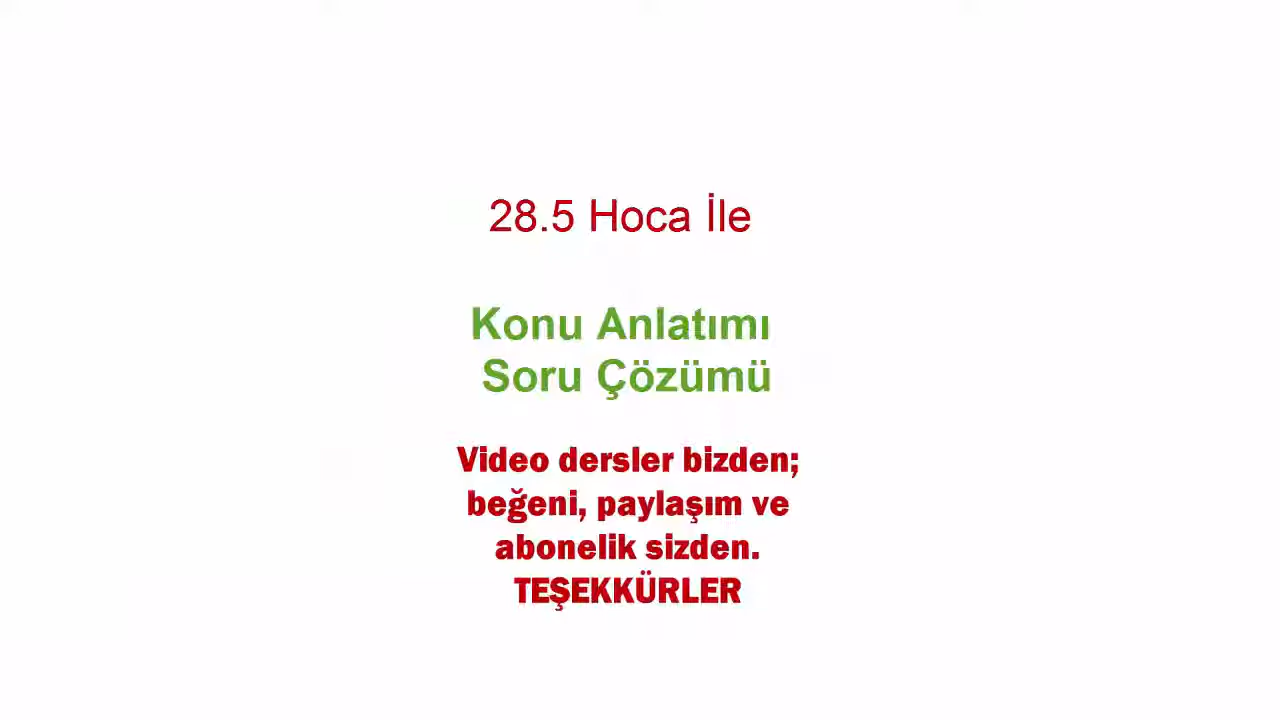 28.5 Hoca İle
Konu Anlatımı
Soru Çözümü
Video dersler bizden;
beğeni, paylaşım ve
abonelik sizden.
TEŞEKKÜRLER